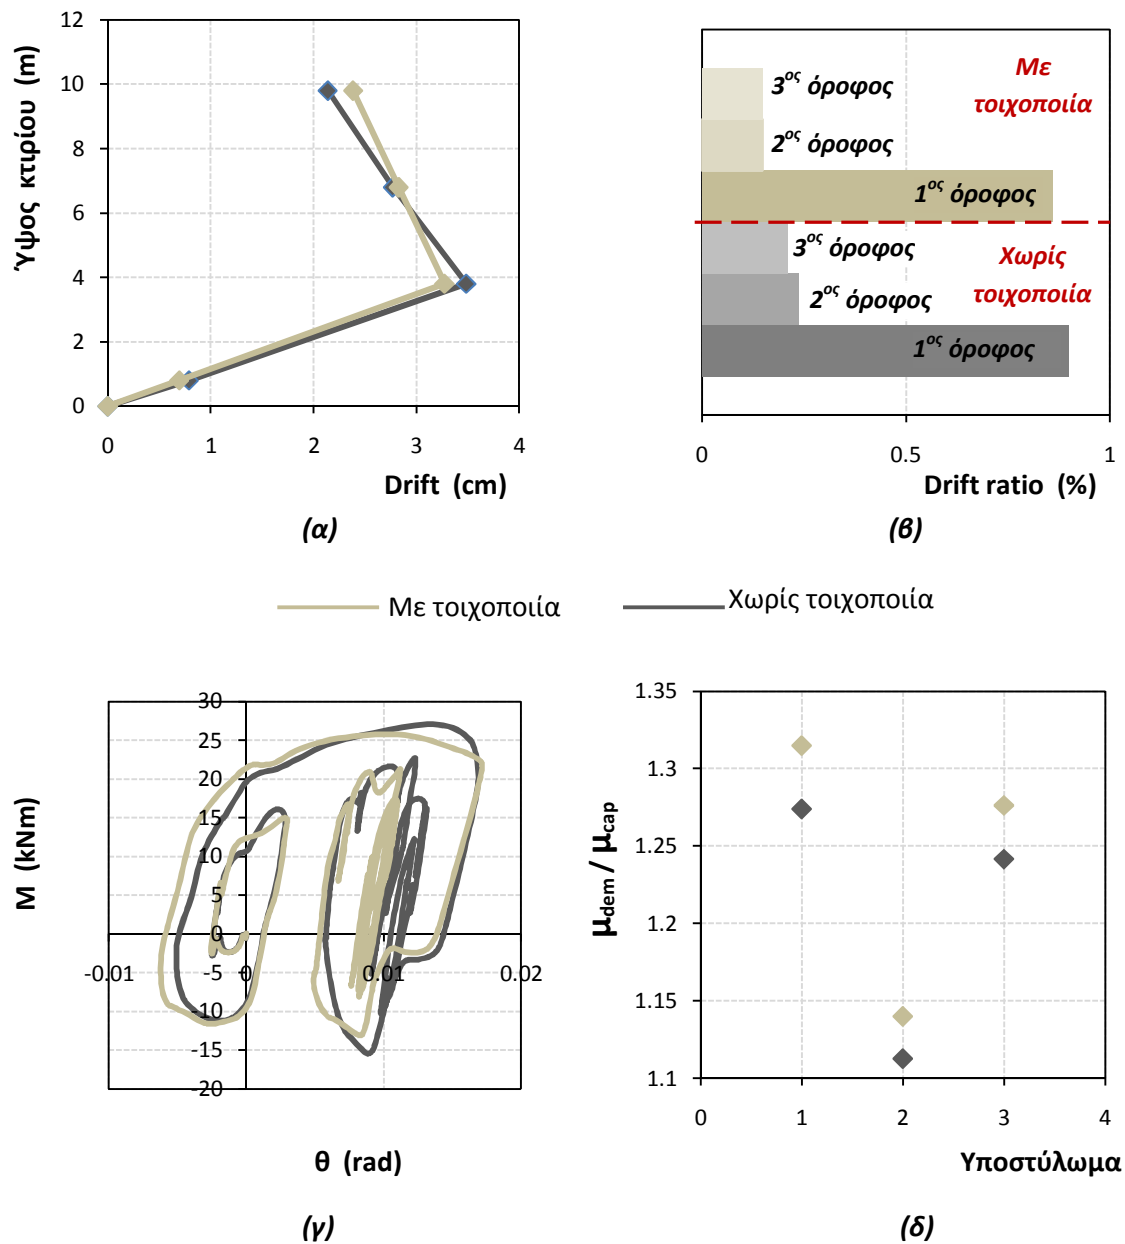 12
10
8
6
4
2
0
Ύψος κτιρίου (m)
0 1 2 3 4
Drift (cm)
(α)
Με
τοιχοποιία
3ος όροφος
2ος όροφος
1ος όροφος
Χωρίς
τοιχοποιία
3ος όροφος
2ος όροφος
1ος όροφος
0 0.5 1
Drift ratio (%)
(β)
Με τοιχοποιία
Χωρίς τοιχοποιία
30
25
20
15
10
5
0
-5
-10
-15
-20
M (kNm)
-0.01 0 0.01 0.02
θ (rad)
(γ)
1.35
1.3
1.25
1.2
1.15
1.1
μdem / μcap
0 1 2 3 4
Υποστύλωμα
(δ)